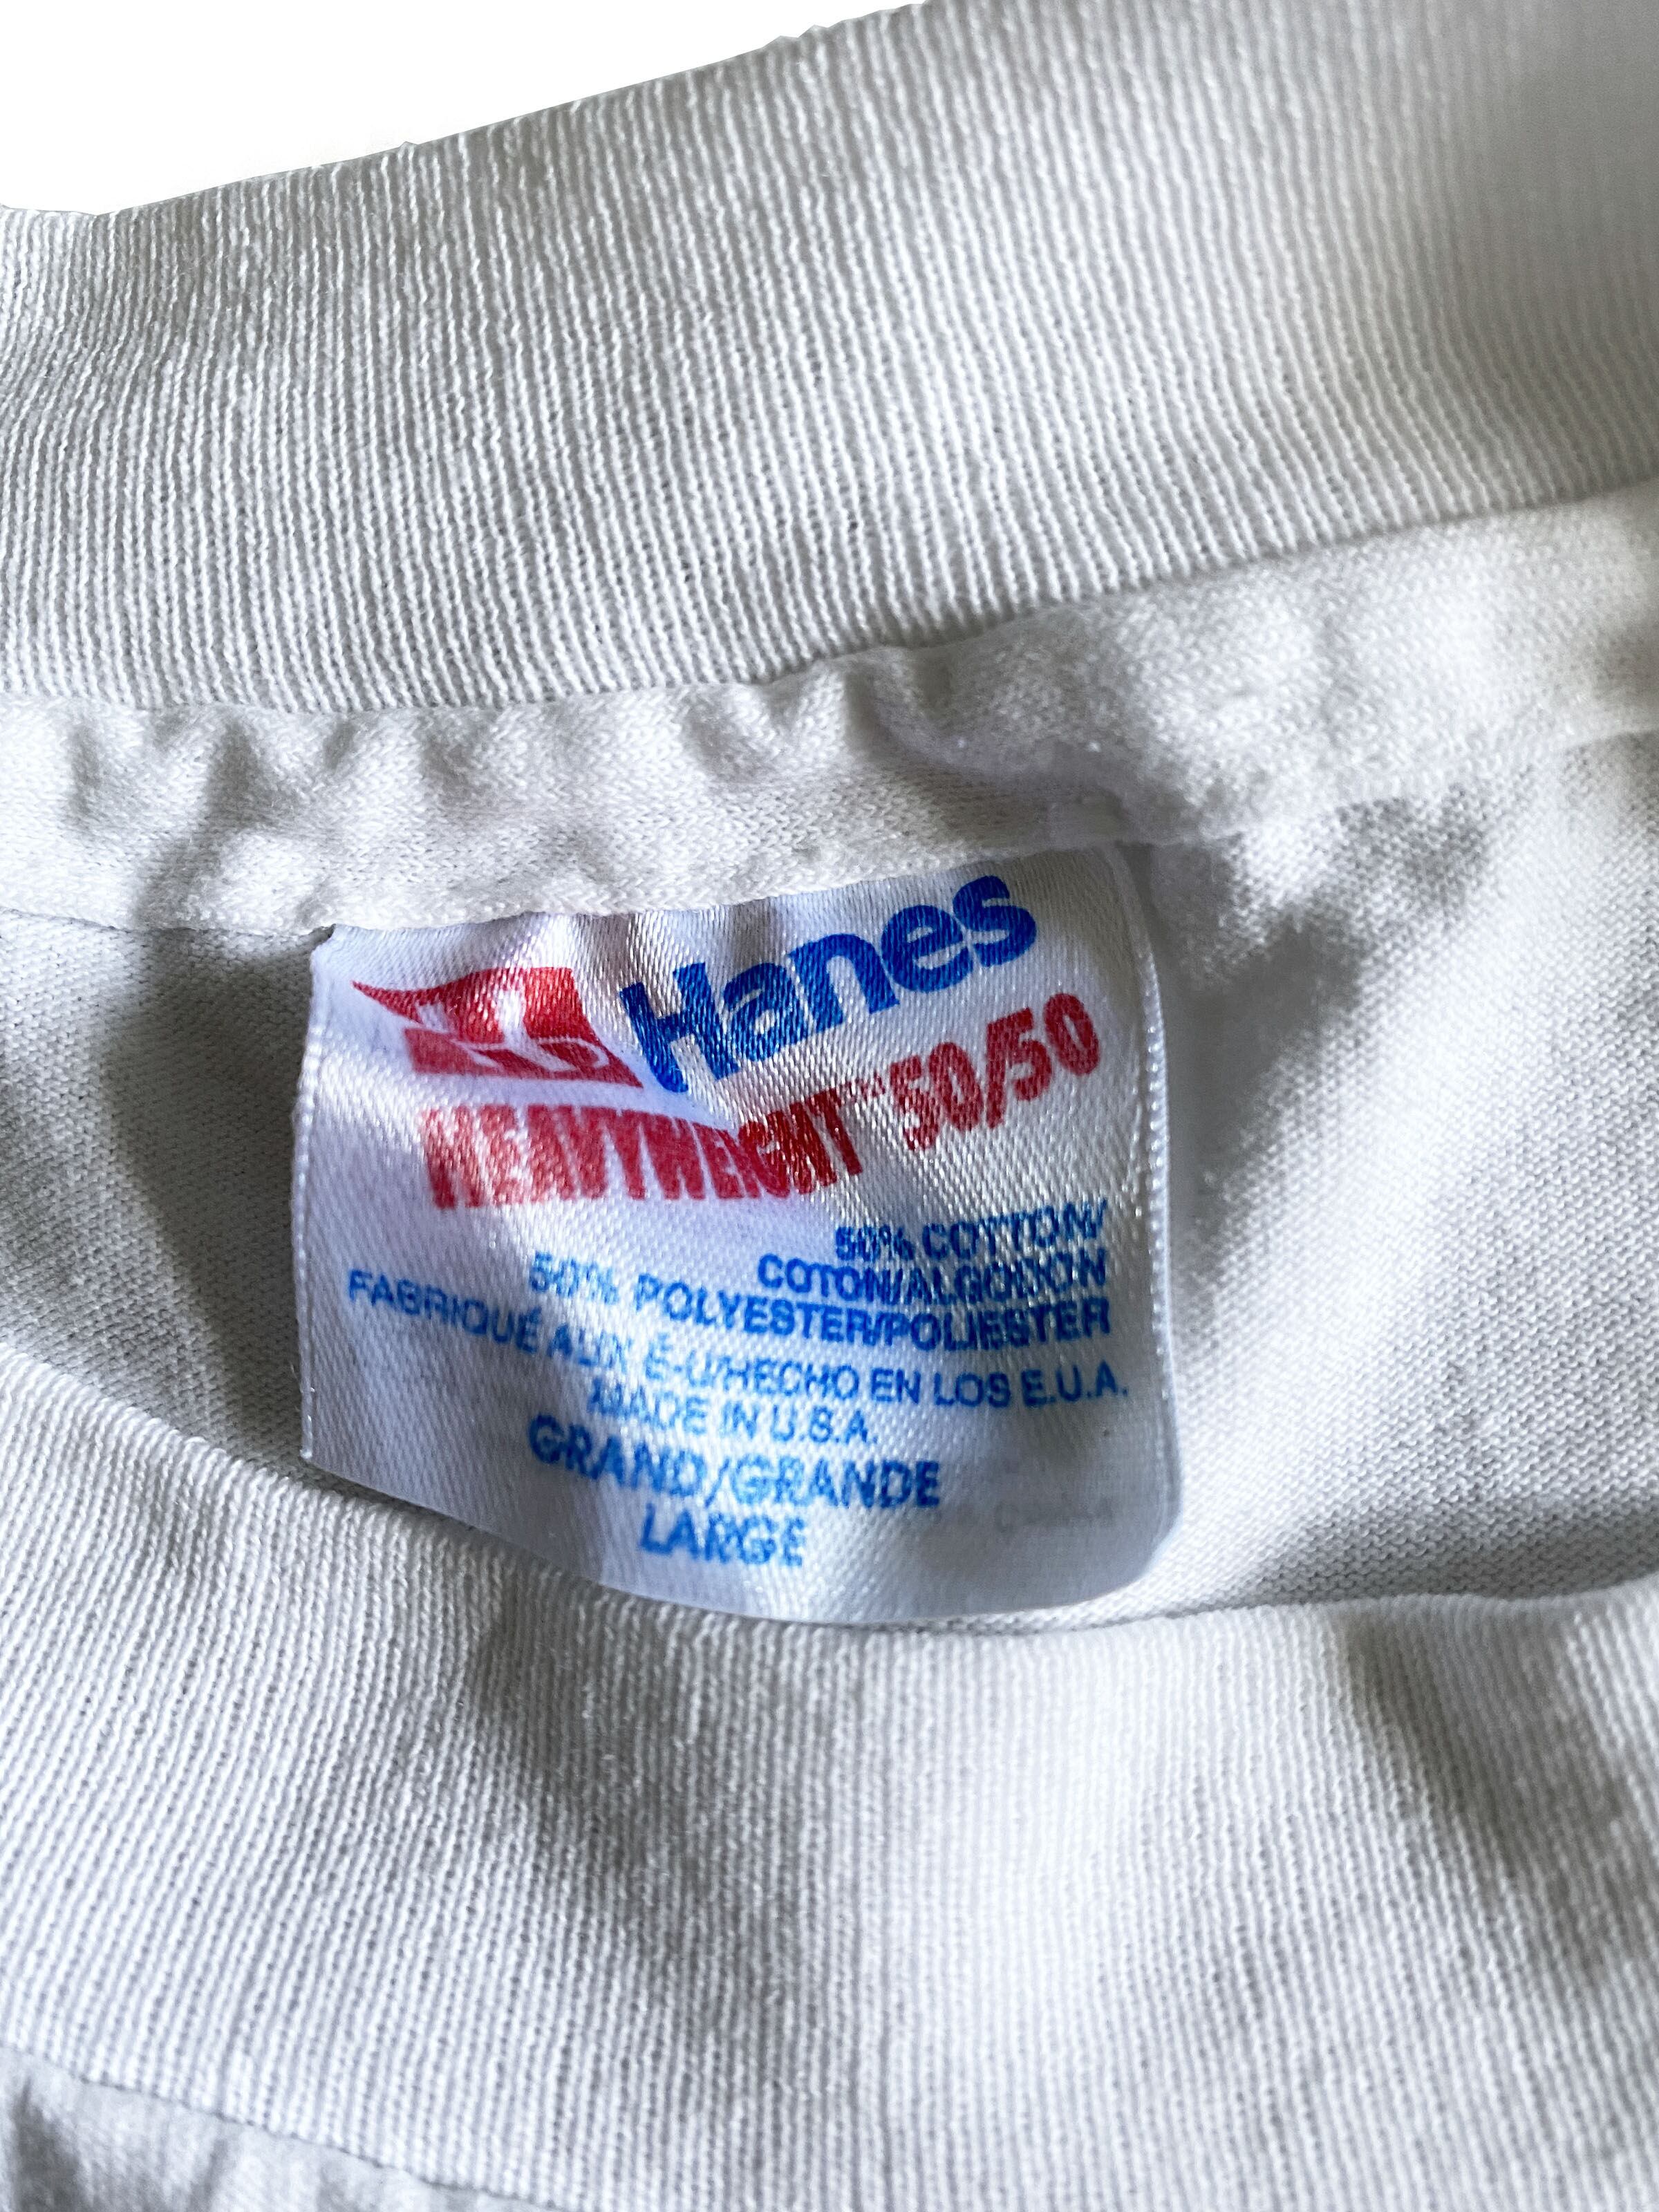 Hanes
HEAVYWEIGHT™ 50/50
50% COTTON/
COTON/ALGODON
50% POLYESTER/POLIESTER
FABRIQUÉ AUX É-U/HECHO EN LOS E.U.A.
MADE IN U.S.A.
GRAND/GRANDE
LARGE